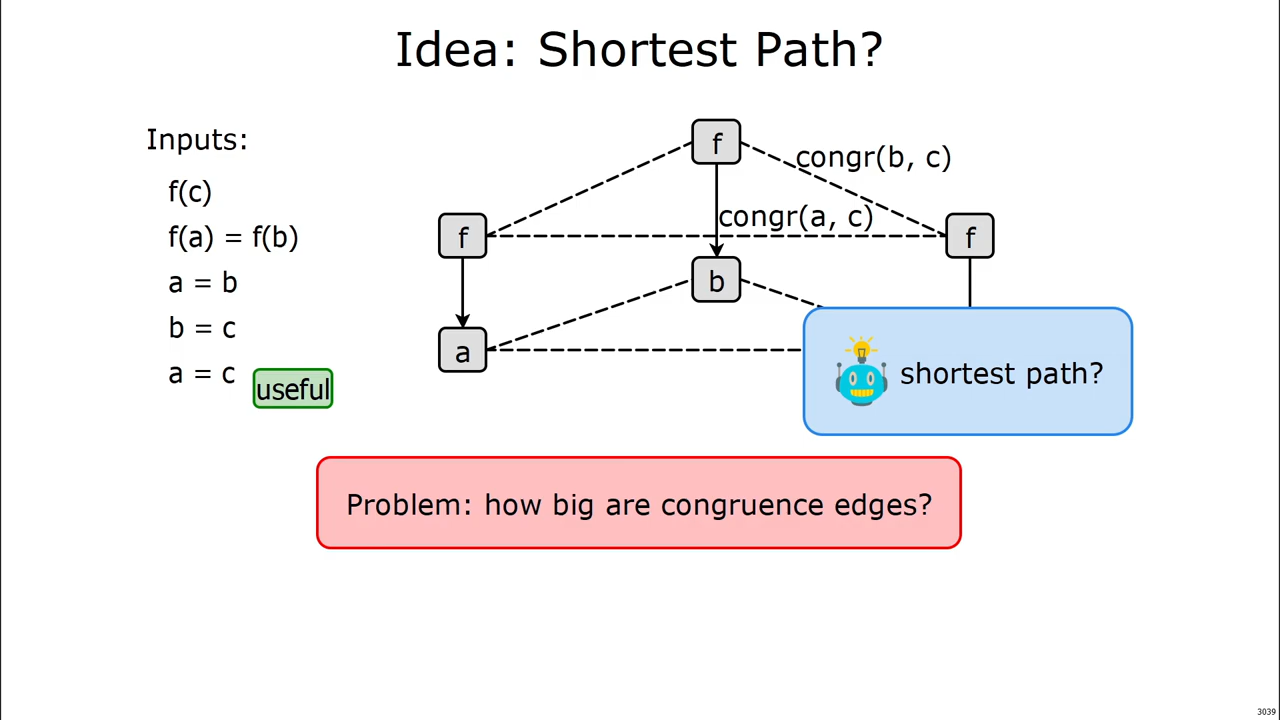 Idea: Shortest Path?
Inputs:
f(c)
f(a) = f(b)
a = b
b = c
a = c
useful
f
congr(b, c)
congr(a, c)
f
f
b
a
shortest path?
Problem: how big are congruence edges?
3039